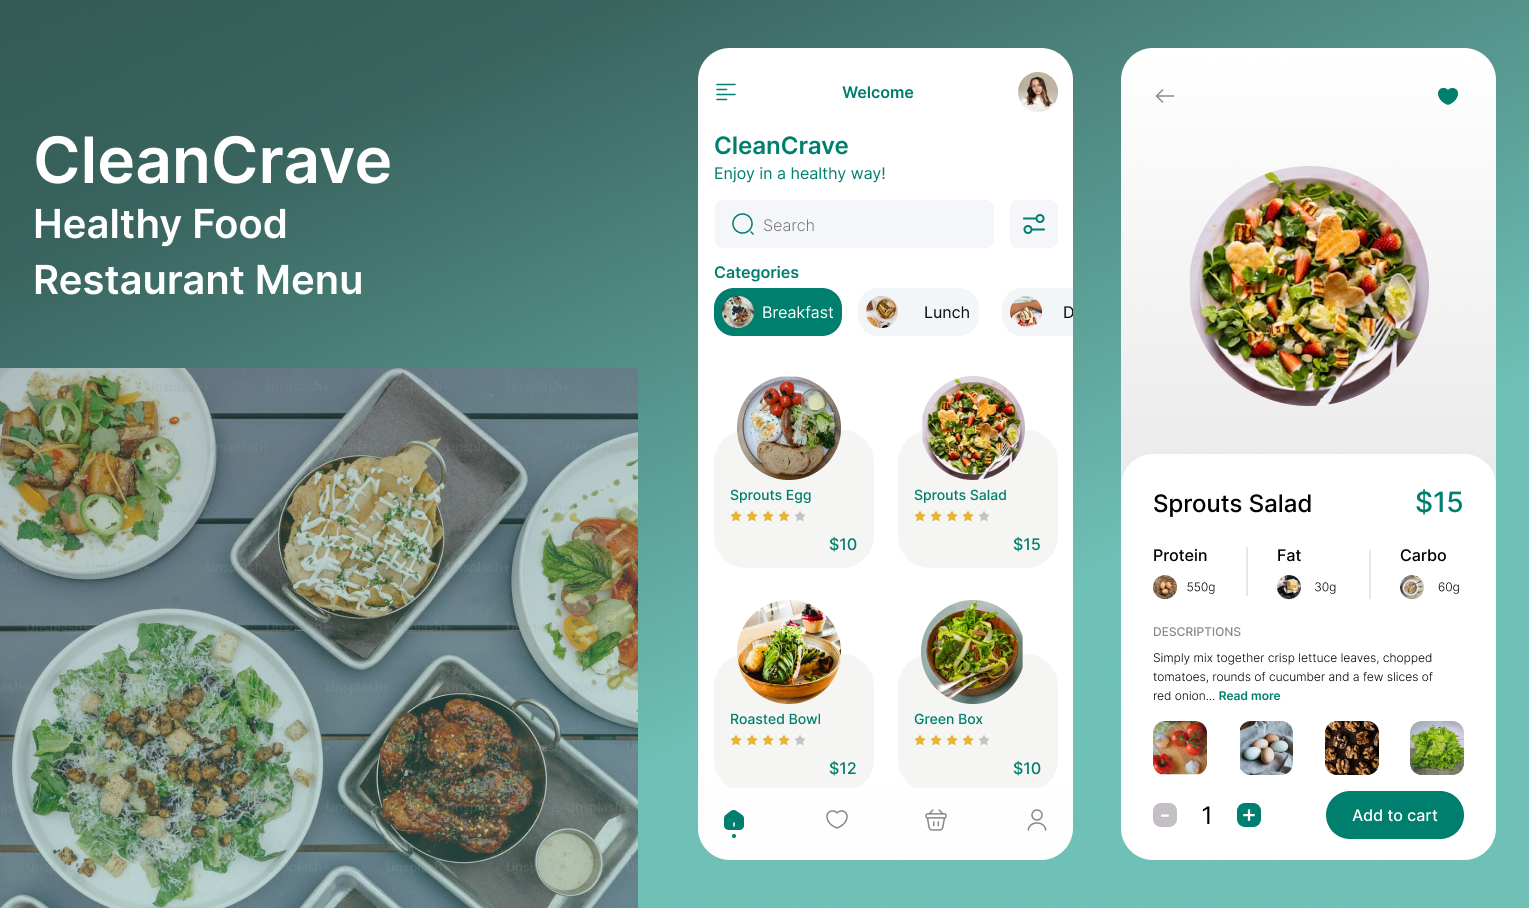 CleanCrave
Healthy Food
Restaurant Menu
Unsplash+
Welcome
CleanCrave
Enjoy in a healthy way!
Search
Categories
Breakfast
Lunch
D
Sprouts Egg
$10
Sprouts Salad
$15
Roasted Bowl
$12
Green Box
$10
Sprouts Salad
$15
Protein
550g
Fat
30g
Carbo
60g
DESCRIPTIONS
Simply mix together crisp lettuce leaves, chopped
tomatoes, rounds of cucumber and a few slices of
red onion... Read more
-
1
+
Add to cart